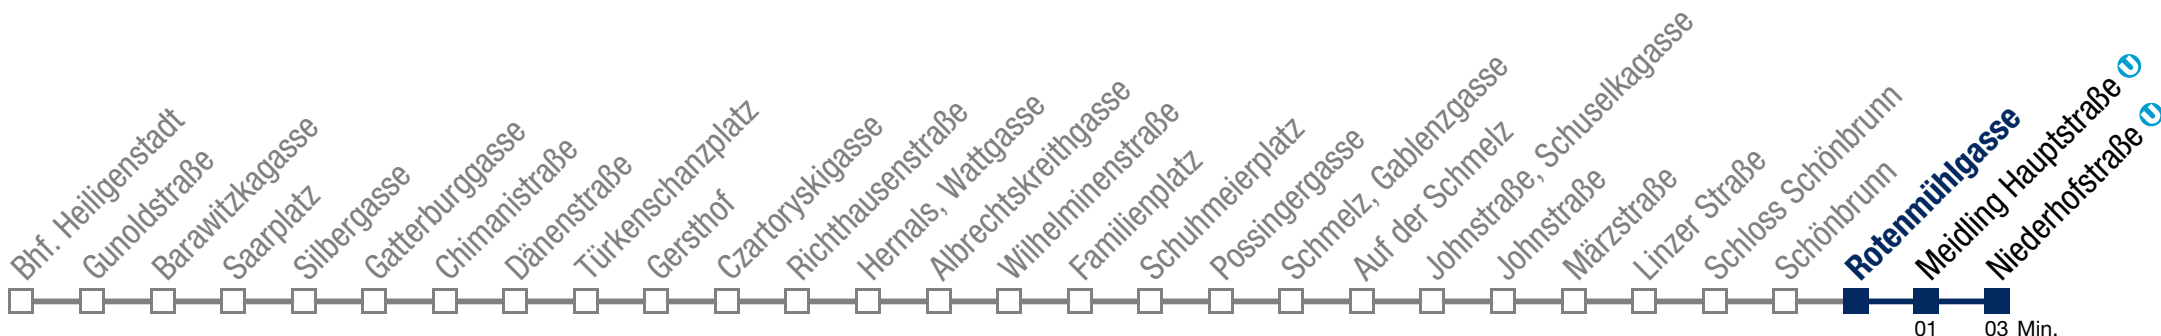 Bhf. Heiligenstadt
Gunoldstraße
Barawitzkagasse
Saarplatz
Silbergasse
Gatterburggasse
Chimanistraße
Dänenstraße
Türkenschanzplatz
Gersthof
Czartoryskigasse
Richthausenstraße
Hernals, Wattgasse
Albrechtskreithgasse
Wilhelminenstraße
Familienplatz
Schuhmeierplatz
Possingergasse
Schmelz, Gablenzgasse
Auf der Schmelz
Johnstraße, Schuselkagasse
Johnstraße
Märzstraße
Linzer Straße
Schloss Schönbrunn
Schönbrunn
Rotenmühlgasse
Meidling Hauptstraße U
Niederhofstraße U
01 03 Min.